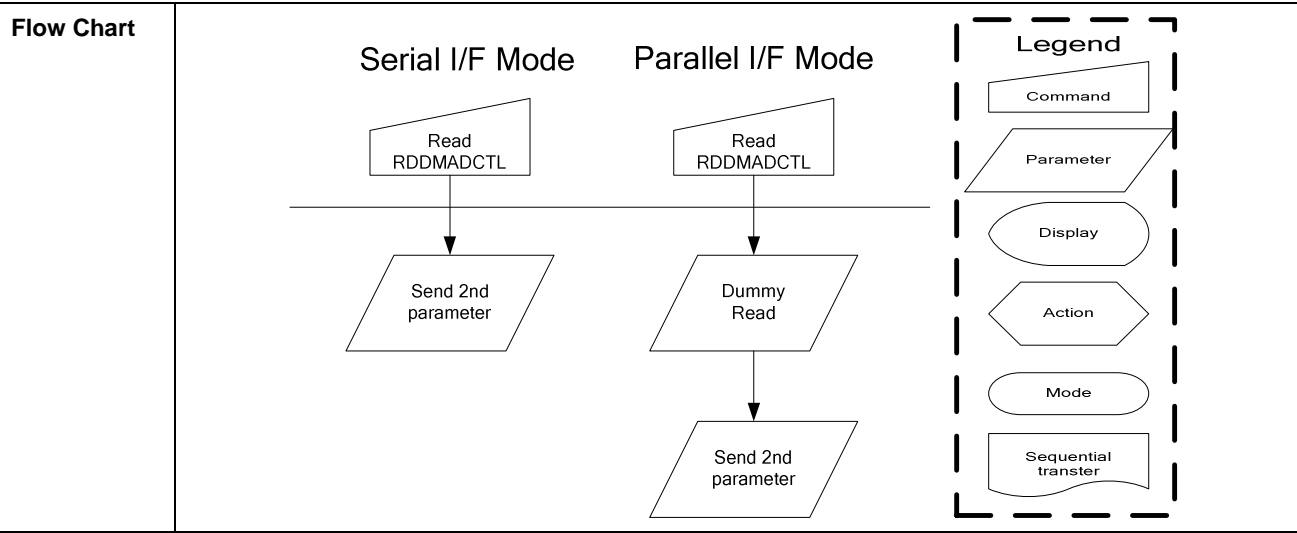 Flow Chart
Serial I/F Mode
Parallel I/F Mode
Read
RDDMADCTL
Read
RDDMADCTL
Send 2nd
parameter
Dummy
Read
Send 2nd
parameter
Legend
Command
Parameter
Display
Action
Mode
Sequential
transter